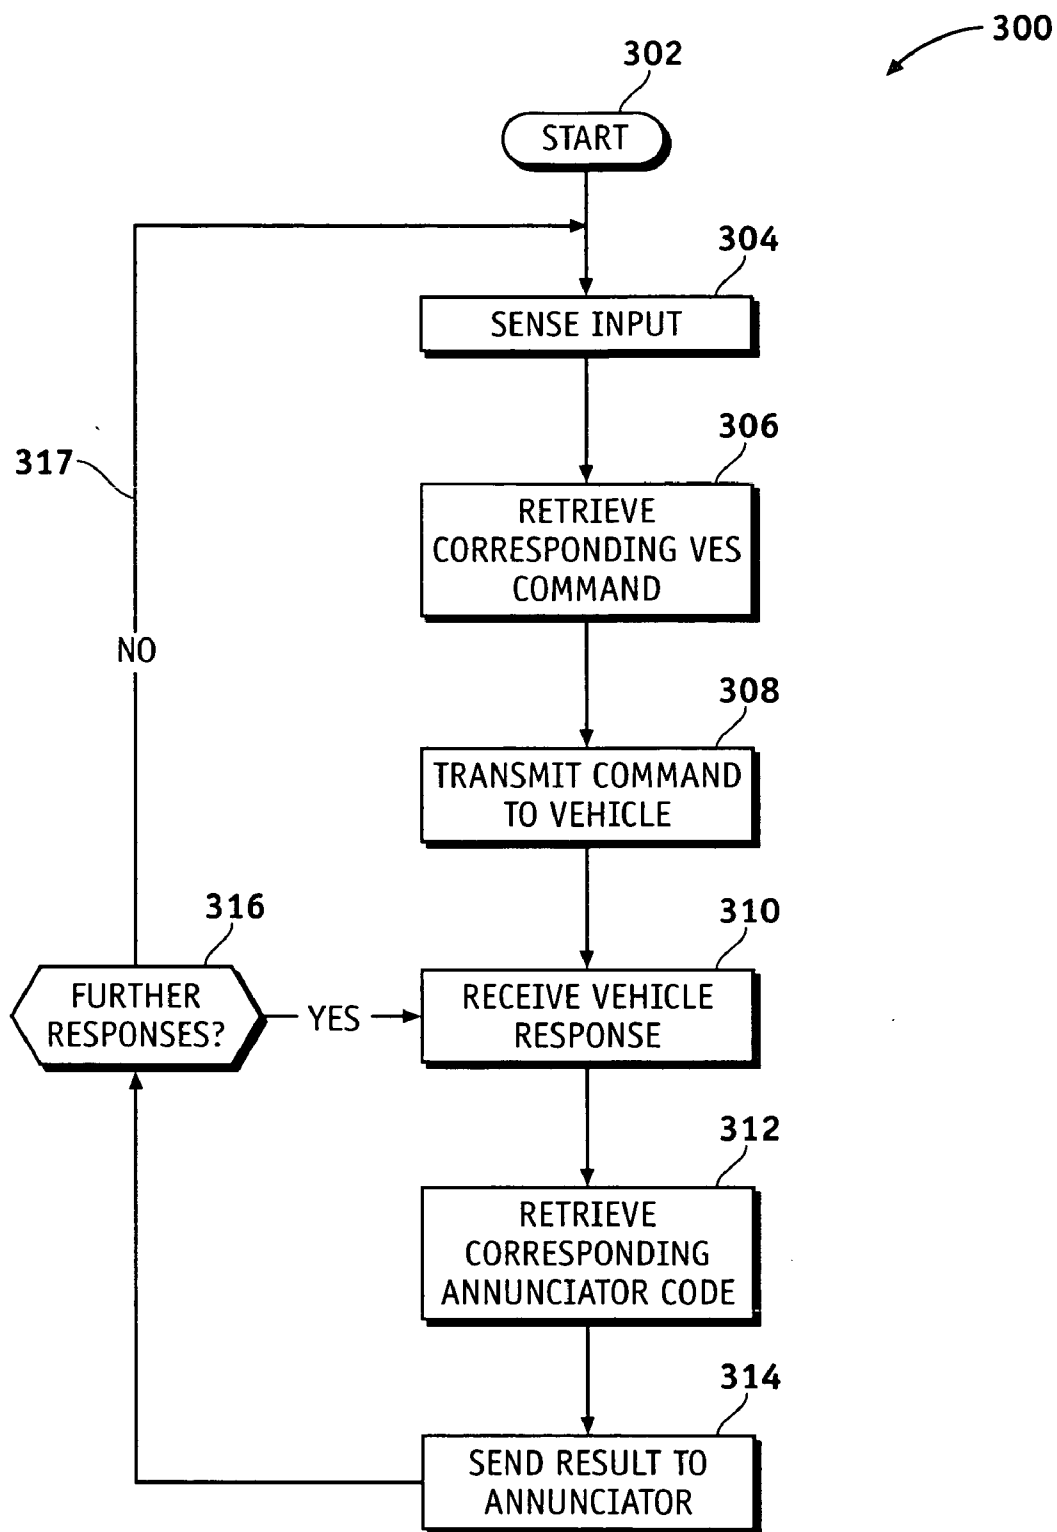 300
302
START
304
SENSE INPUT
306
RETRIEVE
CORRESPONDING VES
COMMAND
317
NO
308
TRANSMIT COMMAND
TO VEHICLE
316
FURTHER
RESPONSES?
YES
310
RECEIVE VEHICLE
RESPONSE
312
RETRIEVE
CORRESPONDING
ANNUNCIATOR CODE
314
SEND RESULT TO
ANNUNCIATOR